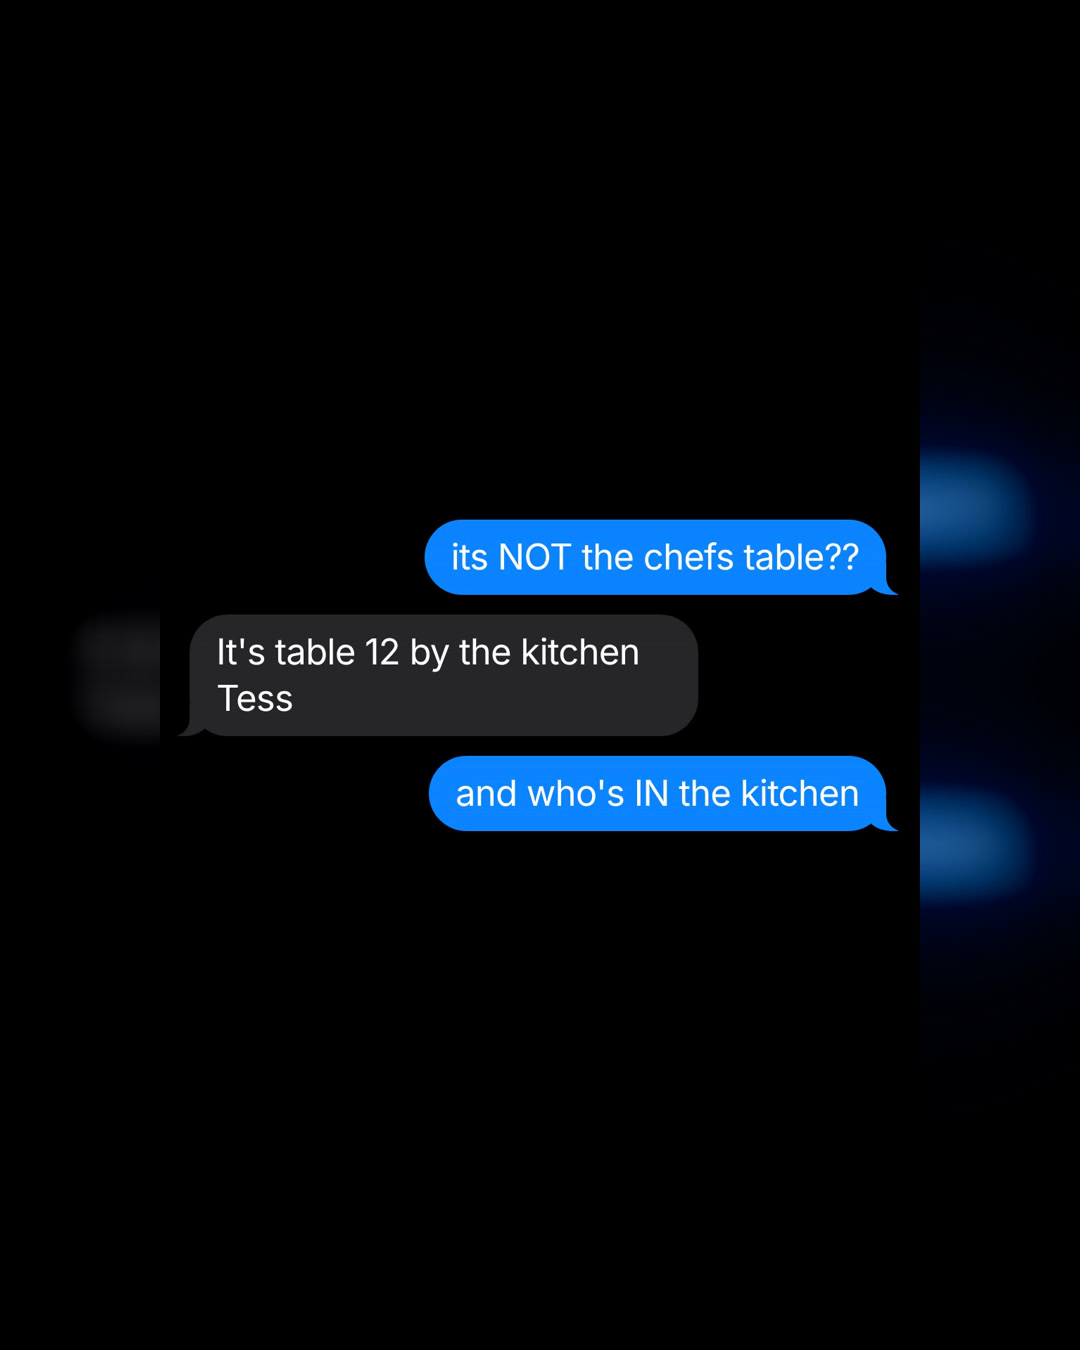 its NOT the chefs table??
It's table 12 by the kitchen
Tess
and who's IN the kitchen